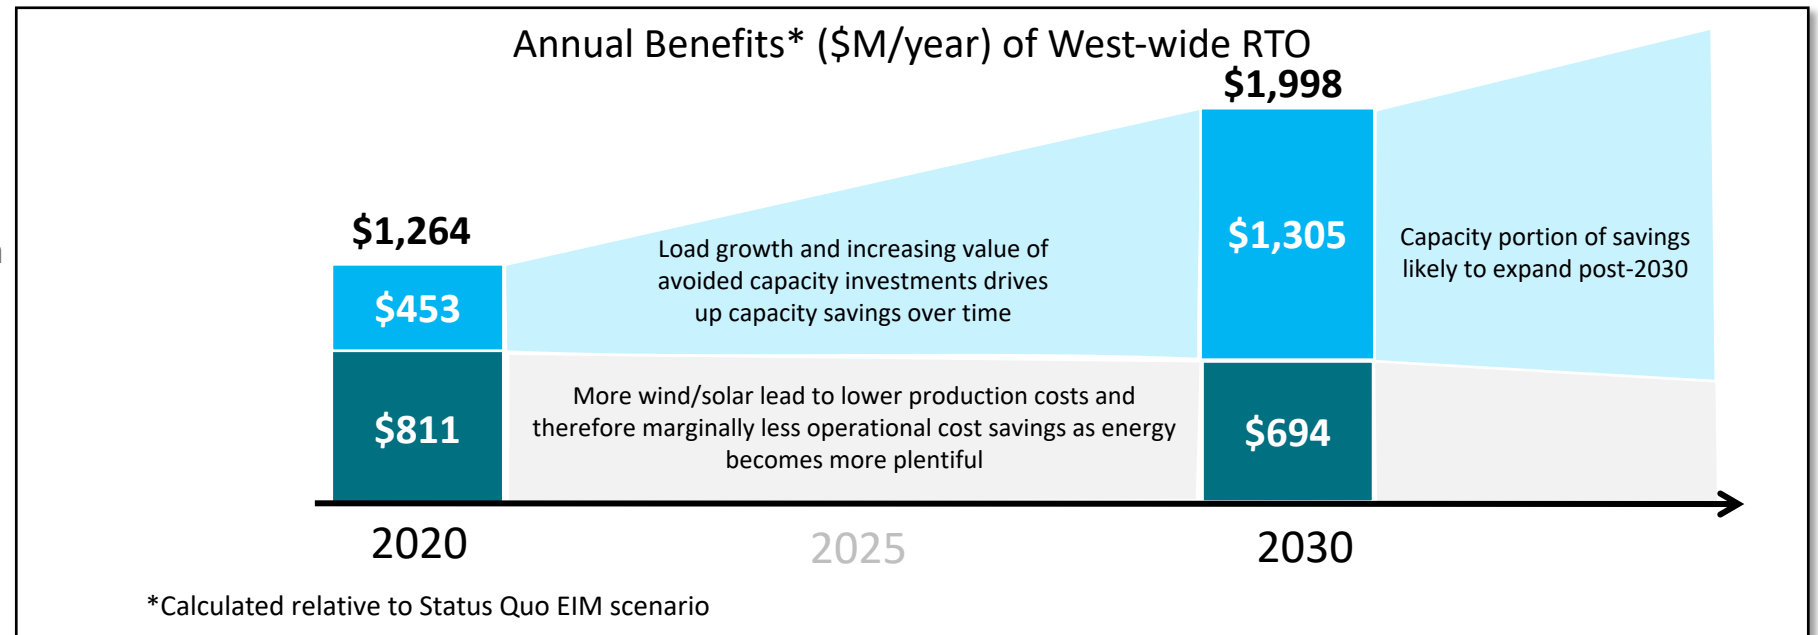 Annual Benefits* ($M/year) of West-wide RTO
$1,998
$1,264
$453
$811
Load growth and increasing value of
avoided capacity investments drives
up capacity savings over time
More wind/solar lead to lower production costs and
therefore marginally less operational cost savings as energy
becomes more plentiful
$1,305
$694
Capacity portion of savings
likely to expand post-2030
2020
2025
2030
*Calculated relative to Status Quo EIM scenario